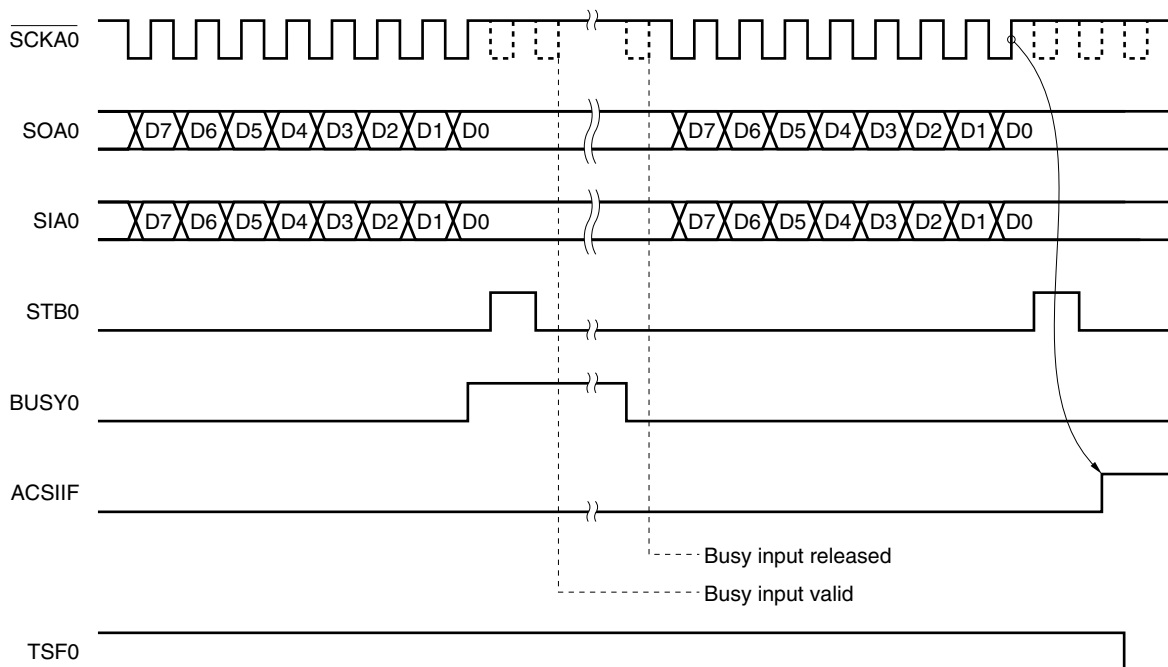 SCKA0
SOA0 D7 D6 D5 D4 D3 D2 D1 D0 D7 D6 D5 D4 D3 D2 D1 D0
SIA0 D7 D6 D5 D4 D3 D2 D1 D0 D7 D6 D5 D4 D3 D2 D1 D0
STB0
BUSY0
ACSIIF
Busy input released
Busy input valid
TSF0